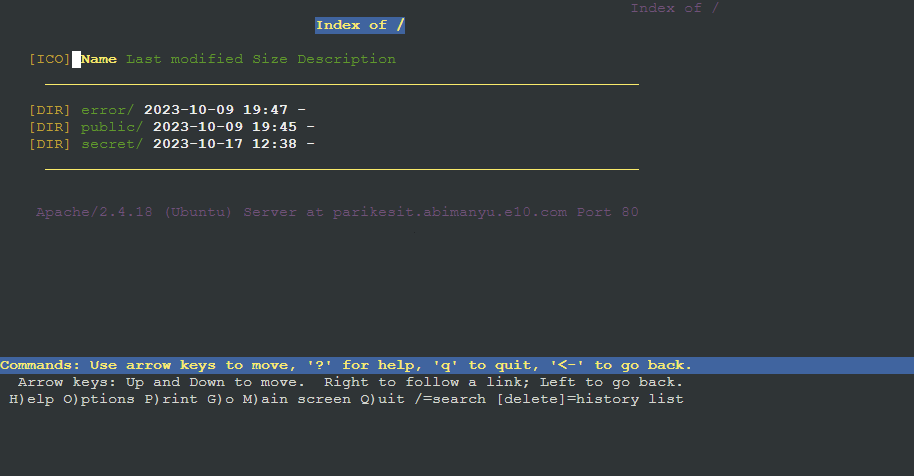 Index of /
Index of /
[ICO] Name Last modified Size Description
[DIR] error/ 2023-10-09 19:47 -
[DIR] public/ 2023-10-09 19:45 -
[DIR] secret/ 2023-10-17 12:38 -
Apache/2.4.18 (Ubuntu) Server at parikesit.abimanyu.e10.com Port 80
Commands: Use arrow keys to move, '?' for help, 'q' to quit, '<-' to go back.
Arrow keys: Up and Down to move. Right to follow a link; Left to go back.
H)elp O)ptions P)rint G)o M)ain screen Q)uit /=search [delete]=history list